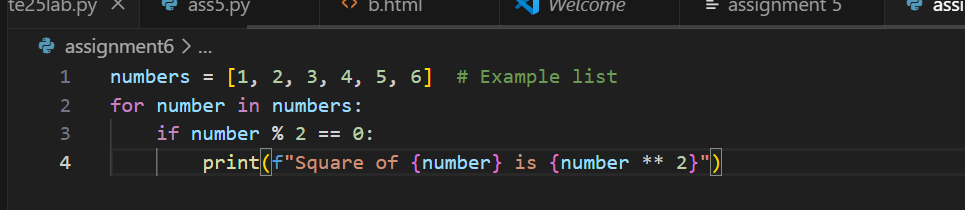 te25lab.py ass5.py <> b.html Welcome assignment 5
assignment6 > ...
1 numbers = [1, 2, 3, 4, 5, 6]  # Example list
2 for number in numbers:
3     if number % 2 == 0:
4         print(f"Square of {number} is {number ** 2}")